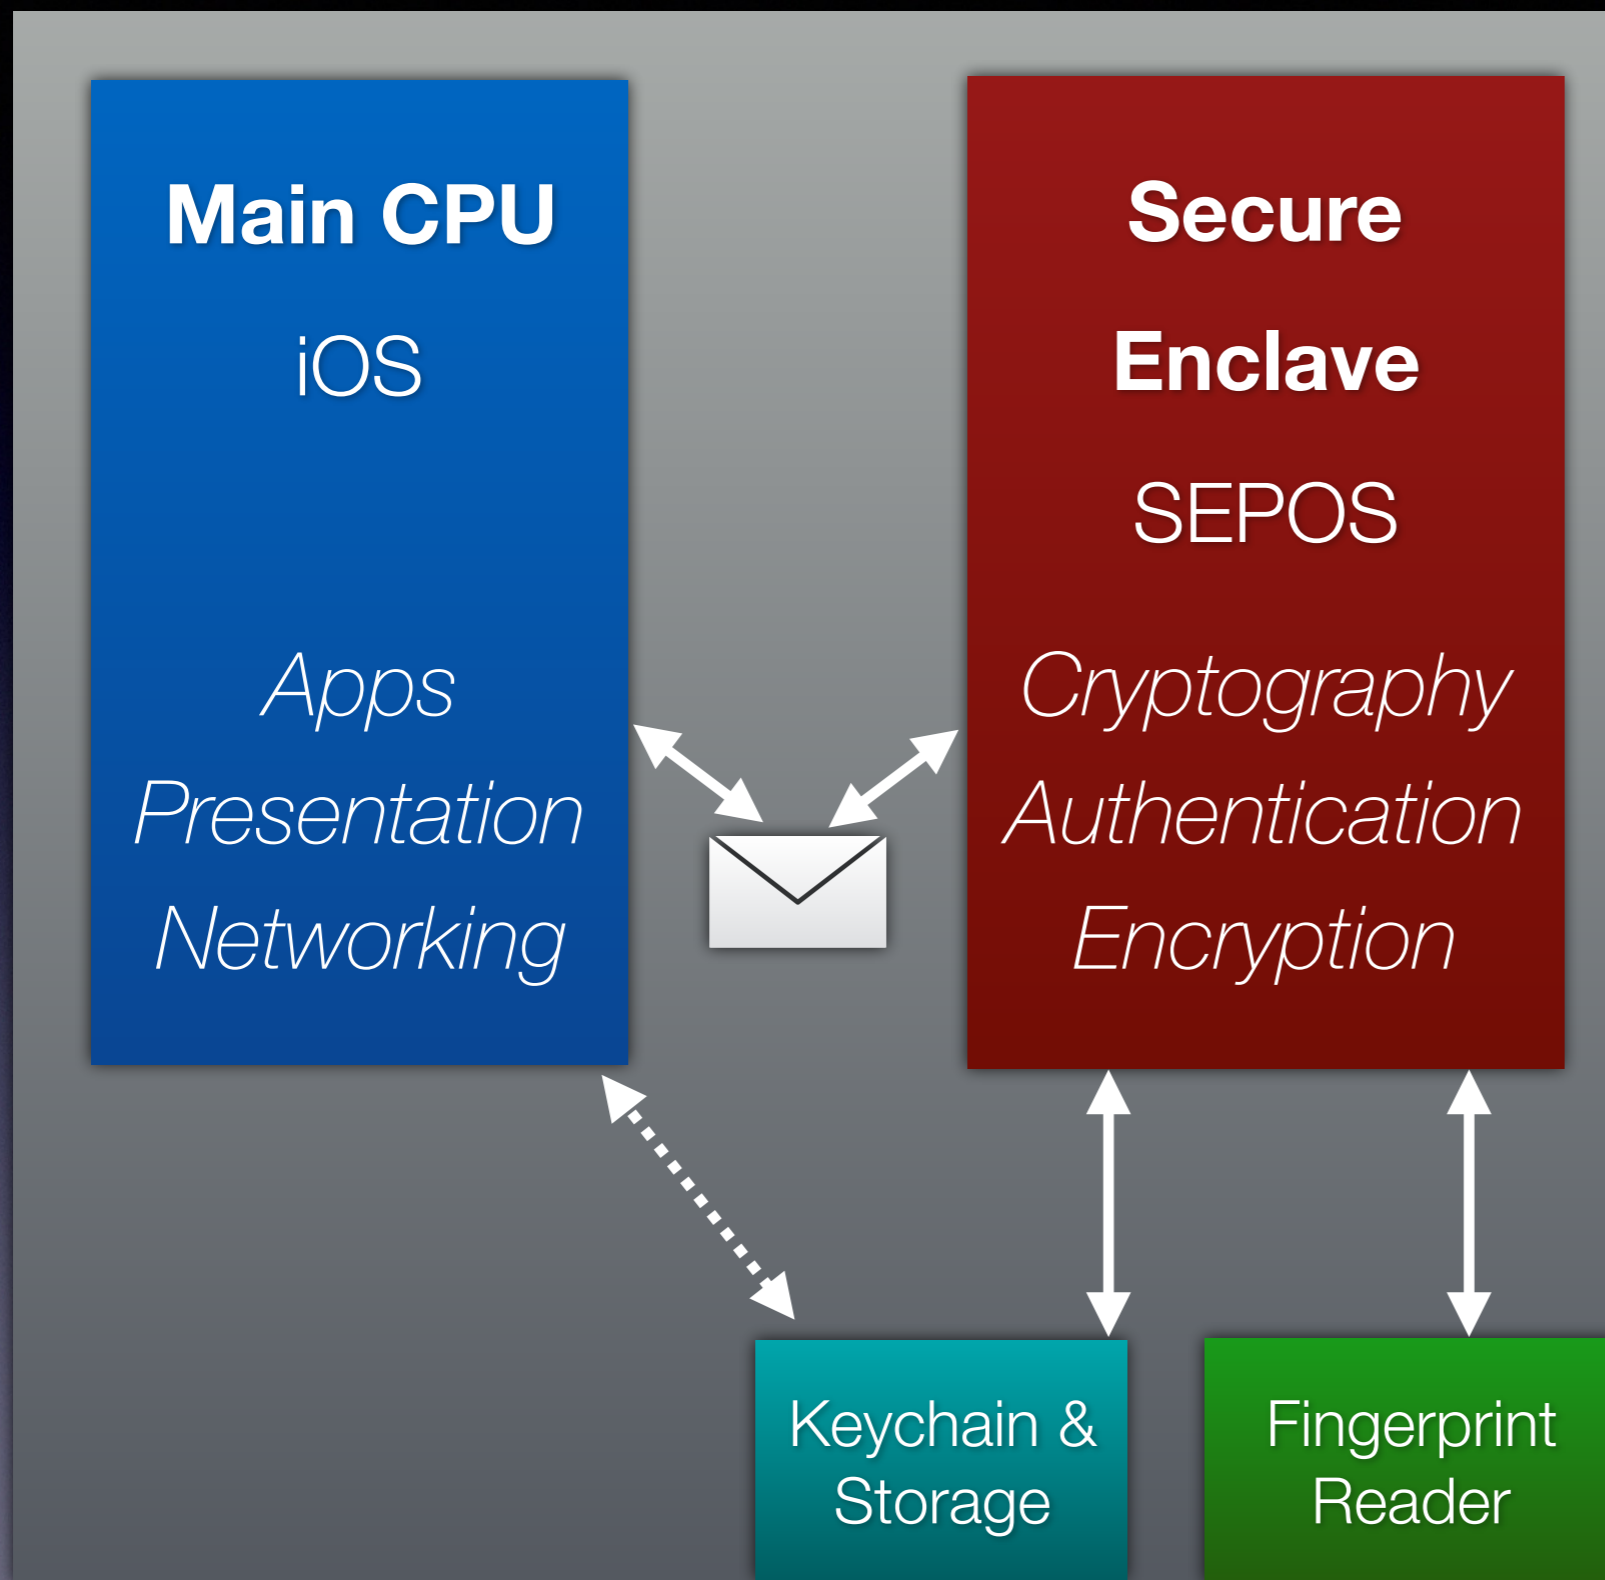 Main CPU
iOS
Apps
Presentation
Networking
Secure
Enclave
SEPOS
Cryptography
Authentication
Encryption
Keychain &
Storage
Fingerprint
Reader